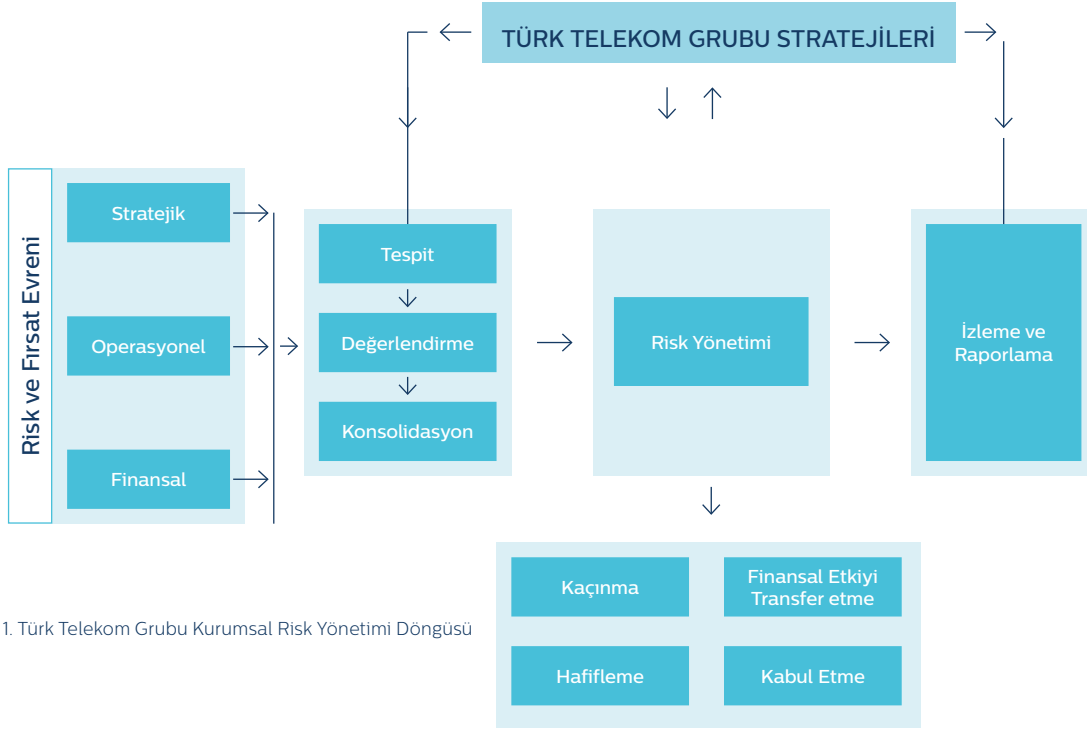 TÜRK TELEKOM GRUBU STRATEJİLERİ
Risk ve Fırsat Evreni
Stratejik
Operasyonel
Finansal
Tespit
Değerlendirme
Konsolidasyon
Risk Yönetimi
İzleme ve
Raporlama
Kaçınma
Finansal Etkiyi
Transfer etme
Hafifleme
Kabul Etme
1. Türk Telekom Grubu Kurumsal Risk Yönetimi Döngüsü